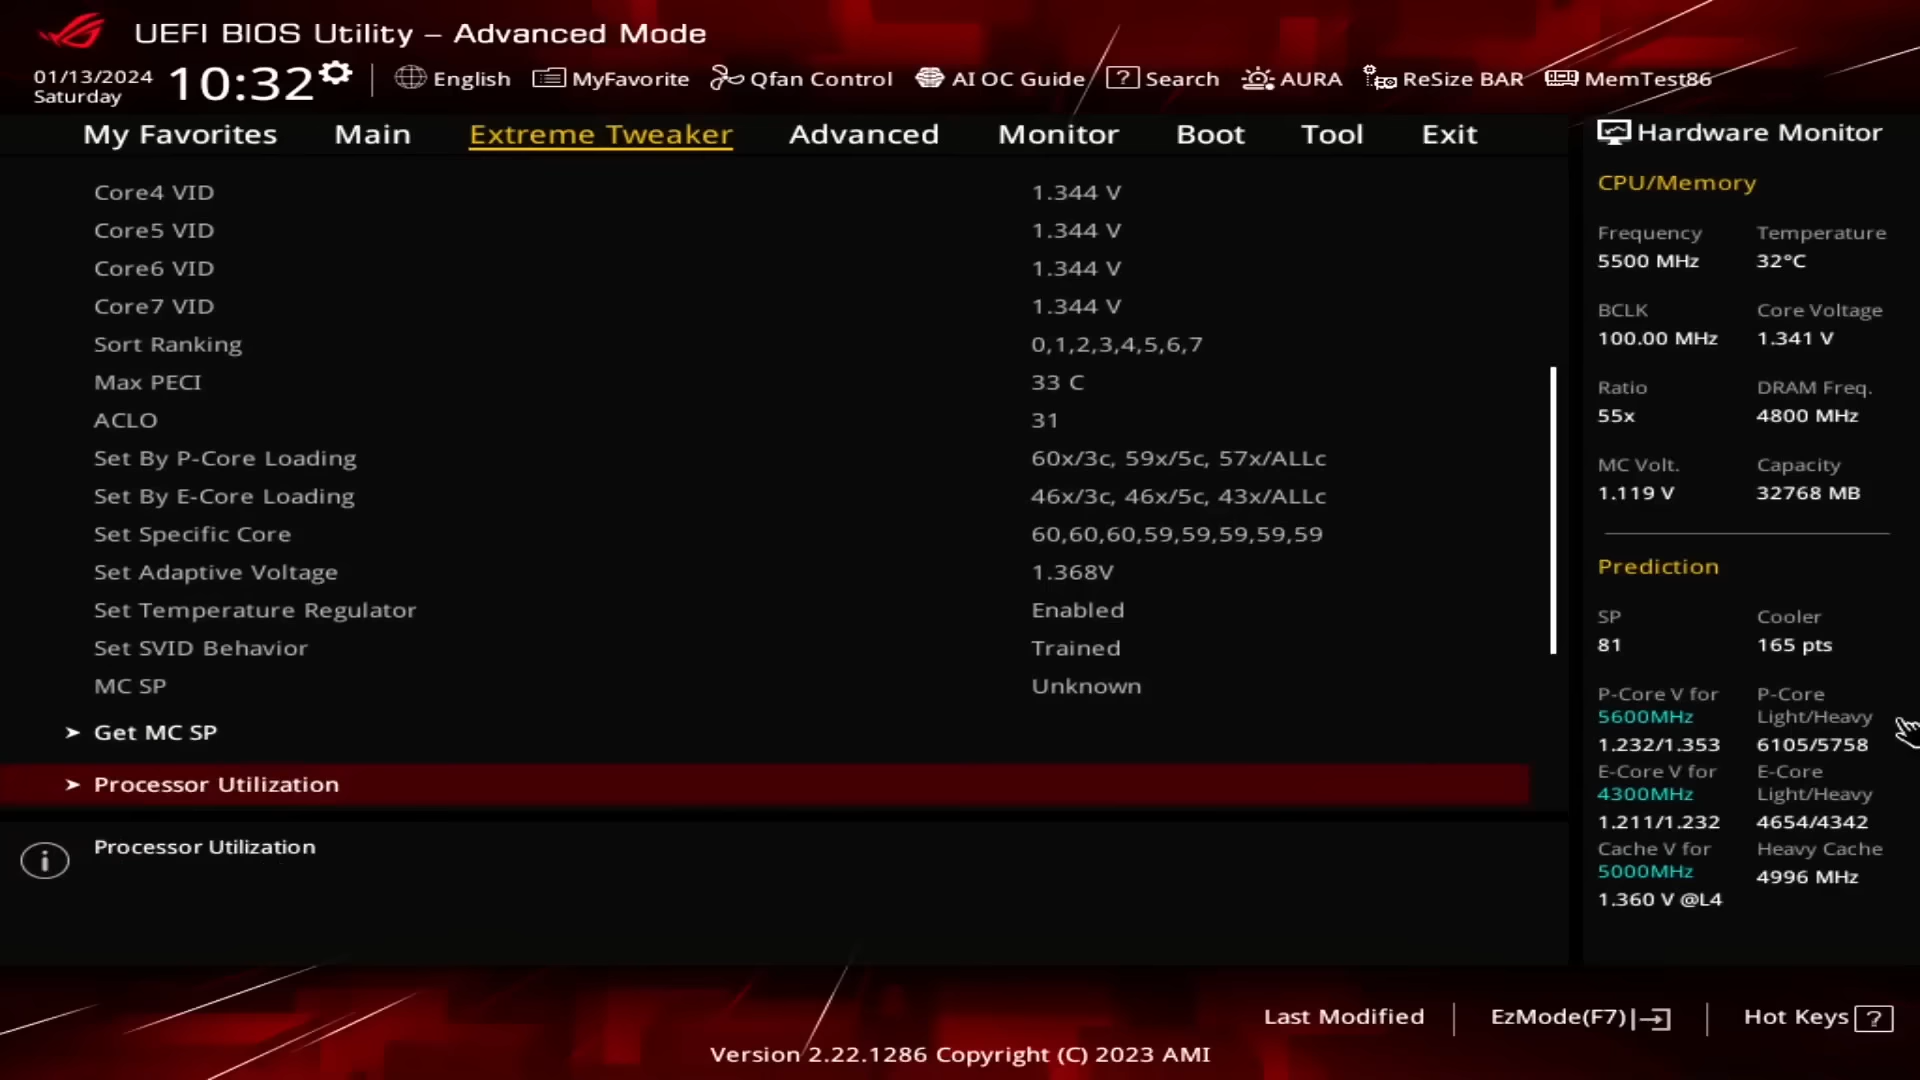 UEFI BIOS Utility – Advanced Mode
01/13/2024
Saturday
10:32
English
MyFavorite
Qfan Control
AI OC Guide
? Search
AURA
ReSize BAR
MemTest86
My Favorites
Main
Extreme Tweaker
Advanced
Monitor
Boot
Tool
Exit
Core4 VID 1.344 V
Core5 VID 1.344 V
Core6 VID 1.344 V
Core7 VID 1.344 V
Sort Ranking 0,1,2,3,4,5,6,7
Max PECI 33 C
ACLO 31
Set By P-Core Loading 60x/3c, 59x/5c, 57x/ALLc
Set By E-Core Loading 46x/3c, 46x/5c, 43x/ALLc
Set Specific Core 60,60,60,59,59,59,59,59
Set Adaptive Voltage 1.368V
Set Temperature Regulator Enabled
Set SVID Behavior Trained
MC SP Unknown
Get MC SP
Processor Utilization
Processor Utilization
Hardware Monitor
CPU/Memory
Frequency Temperature
5500 MHz 32°C
BCLK Core Voltage
100.00 MHz 1.341 V
Ratio DRAM Freq.
55x 4800 MHz
MC Volt. Capacity
1.119 V 32768 MB
Prediction
SP Cooler
81 165 pts
P-Core V for P-Core
5600MHz Light/Heavy
1.232/1.353 6105/5758
E-Core V for E-Core
4300MHz Light/Heavy
1.211/1.232 4654/4342
Cache V for Heavy Cache
5000MHz 4996 MHz
1.360 V @L4
Last Modified
EzMode(F7)
Hot Keys ?
Version 2.22.1286 Copyright (C) 2023 AMI